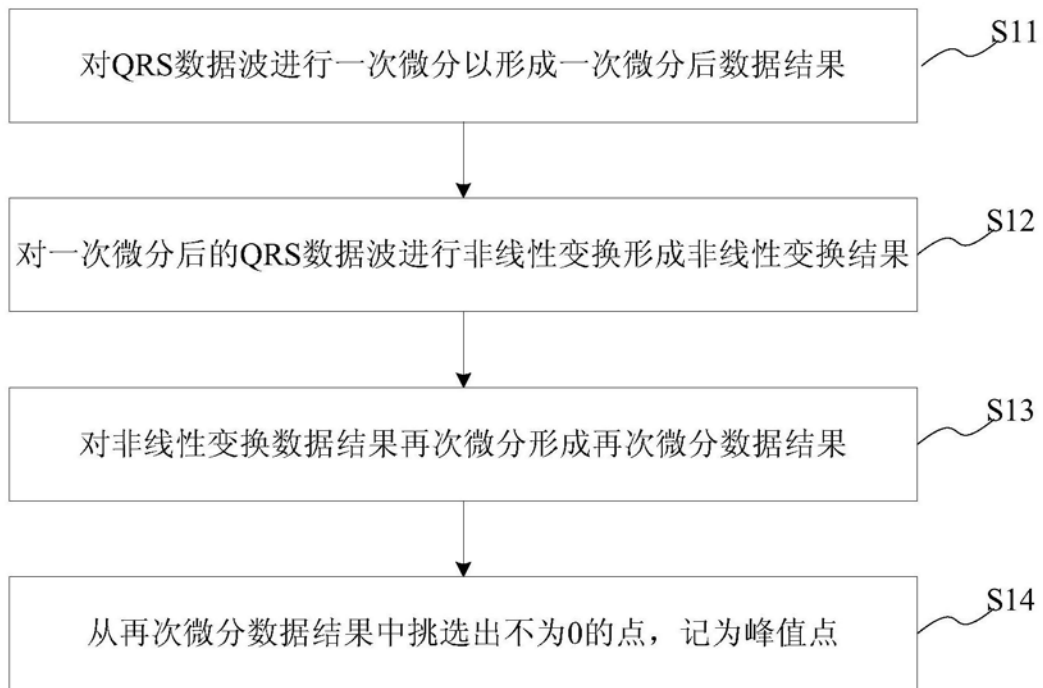 对QRS数据波进行一次微分以形成一次微分后数据结果
S11
对一次微分后的QRS数据波进行非线性变换形成非线性变换结果
S12
对非线性变换数据结果再次微分形成再次微分数据结果
S13
从再次微分数据结果中挑选出不为0的点，记为峰值点
S14